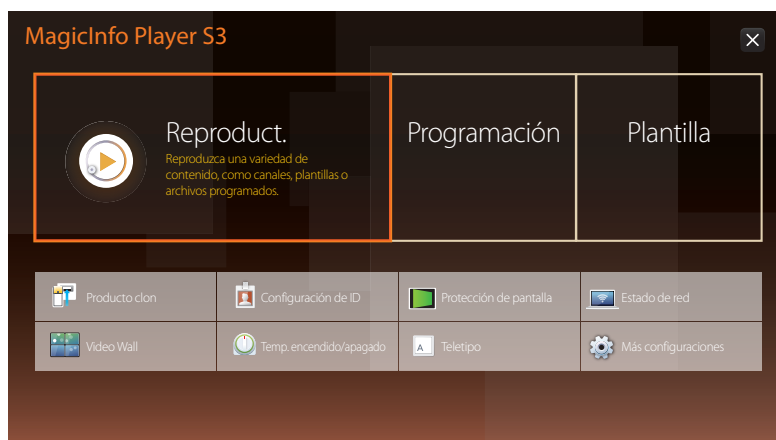 MagicInfo Player S3
Reproduct.
Reproduzca una variedad de
contenido, como canales, plantillas o
archivos programados.
Programación
Plantilla
Producto clon
Configuración de ID
Protección de pantalla
Estado de red
Video Wall
Temp. encendido/apagado
A
Teletipo
Más configuraciones